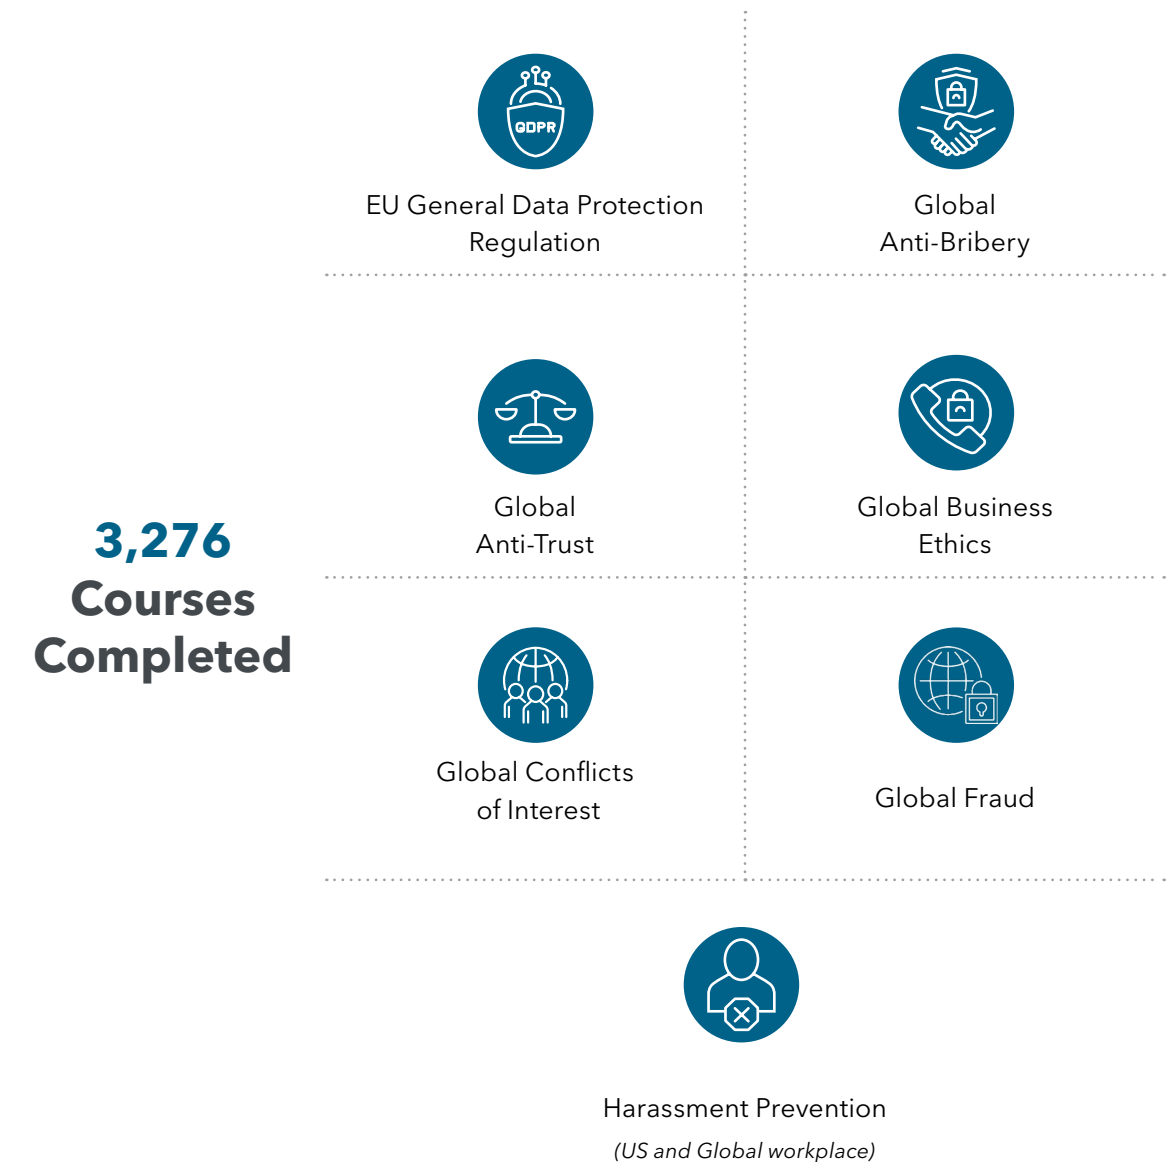 3,276
Courses
Completed
GDPR
EU General Data Protection
Regulation
Global
Anti-Bribery
Global
Anti-Trust
Global Business
Ethics
Global Conflicts
of Interest
Global Fraud
Harassment Prevention
(US and Global workplace)